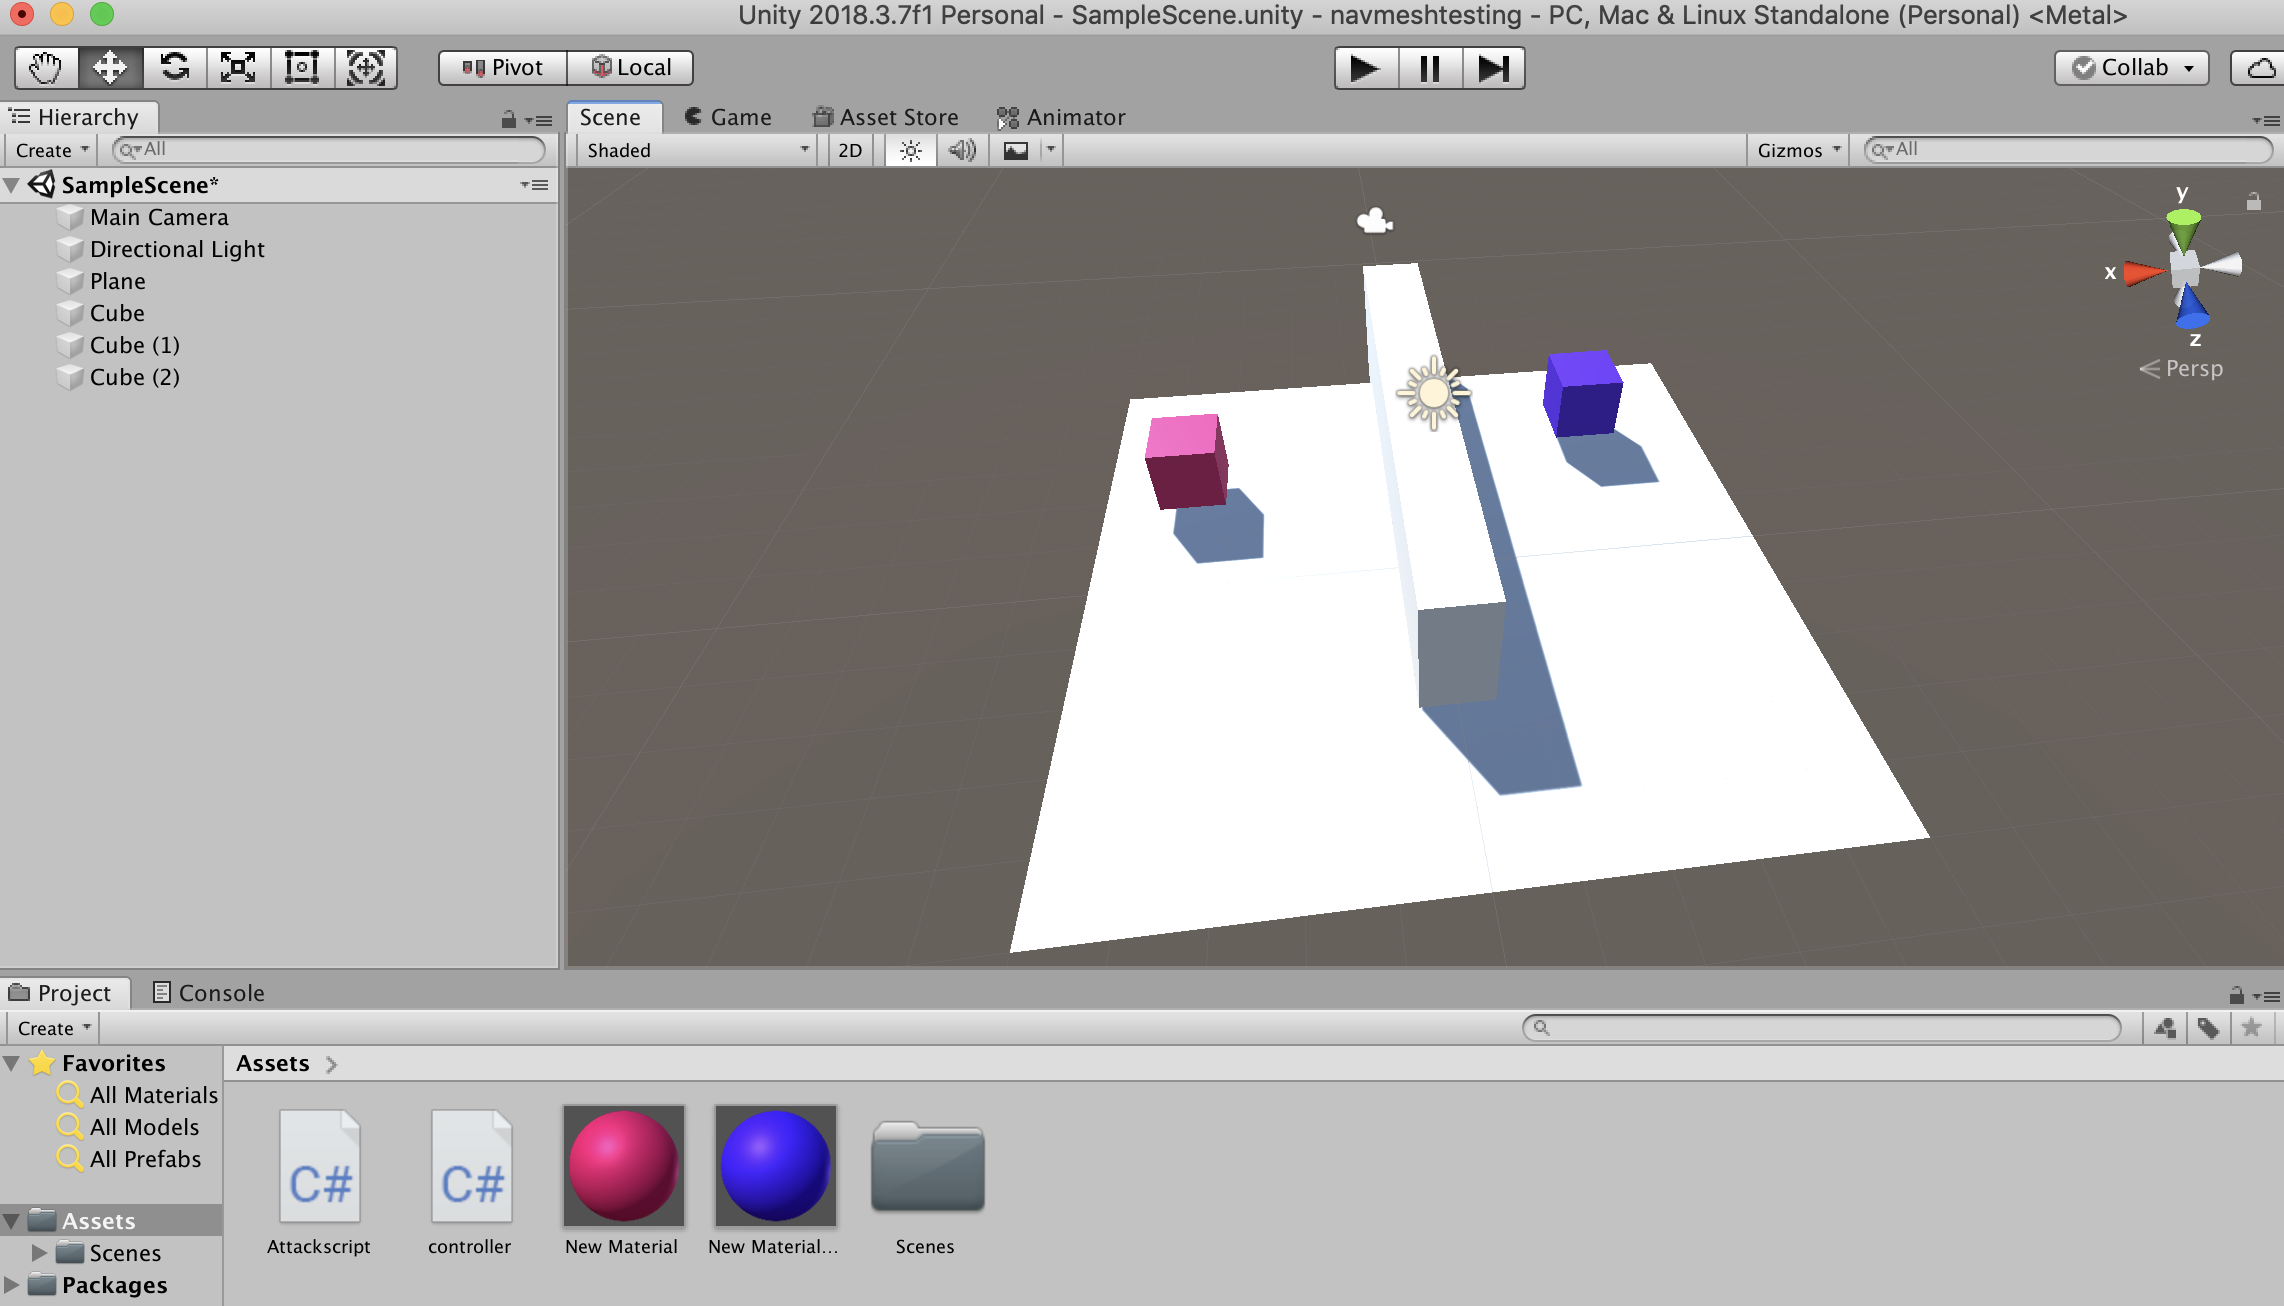 Unity 2018.3.7f1 Personal - SampleScene.unity - navmeshtesting - PC, Mac & Linux Standalone (Personal) <Metal>
Pivot Local Collab
Hierarchy
Create All
SampleScene*
Main Camera
Directional Light
Plane
Cube
Cube (1)
Cube (2)
Scene Game Asset Store Animator
Shaded 2D Gizmos All
y
x
z
Persp
Project Console
Create
Favorites
All Materials
All Models
All Prefabs
Assets
Scenes
Packages
Assets
C# C#
Attackscript controller New Material New Material... Scenes